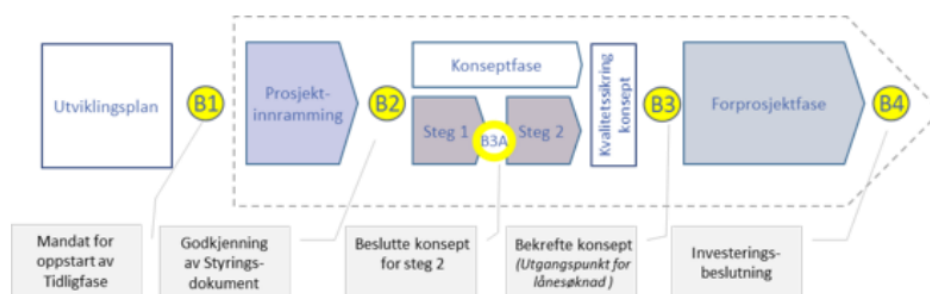 Utviklingsplan
B1
Prosjekt-
innramming
B2
Konseptfase
Steg 1
B3A
Steg 2
Kvalitetssikring
konsept
B3
Forprosjektfase
B4
Mandat for
oppstart av
Tidligfase
Godkjenning
av Styrings-
dokument
Beslutte konsept
for steg 2
Bekrefte konsept
(Utgangspunkt for
lånesøknad )
Investerings-
beslutning